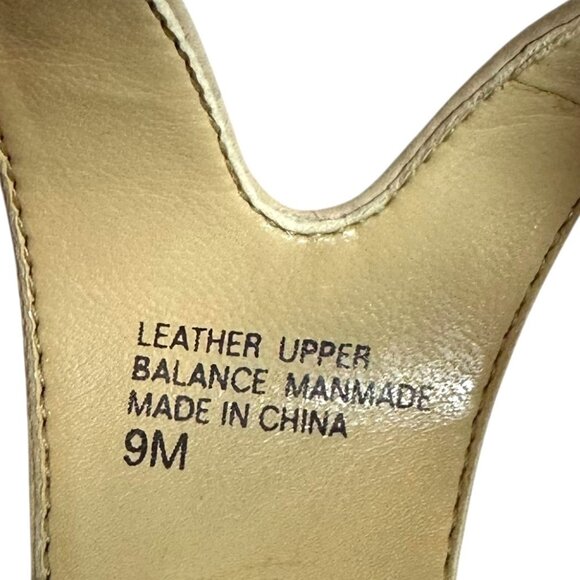 LEATHER UPPER
BALANCE MANMADE
MADE IN CHINA
9M